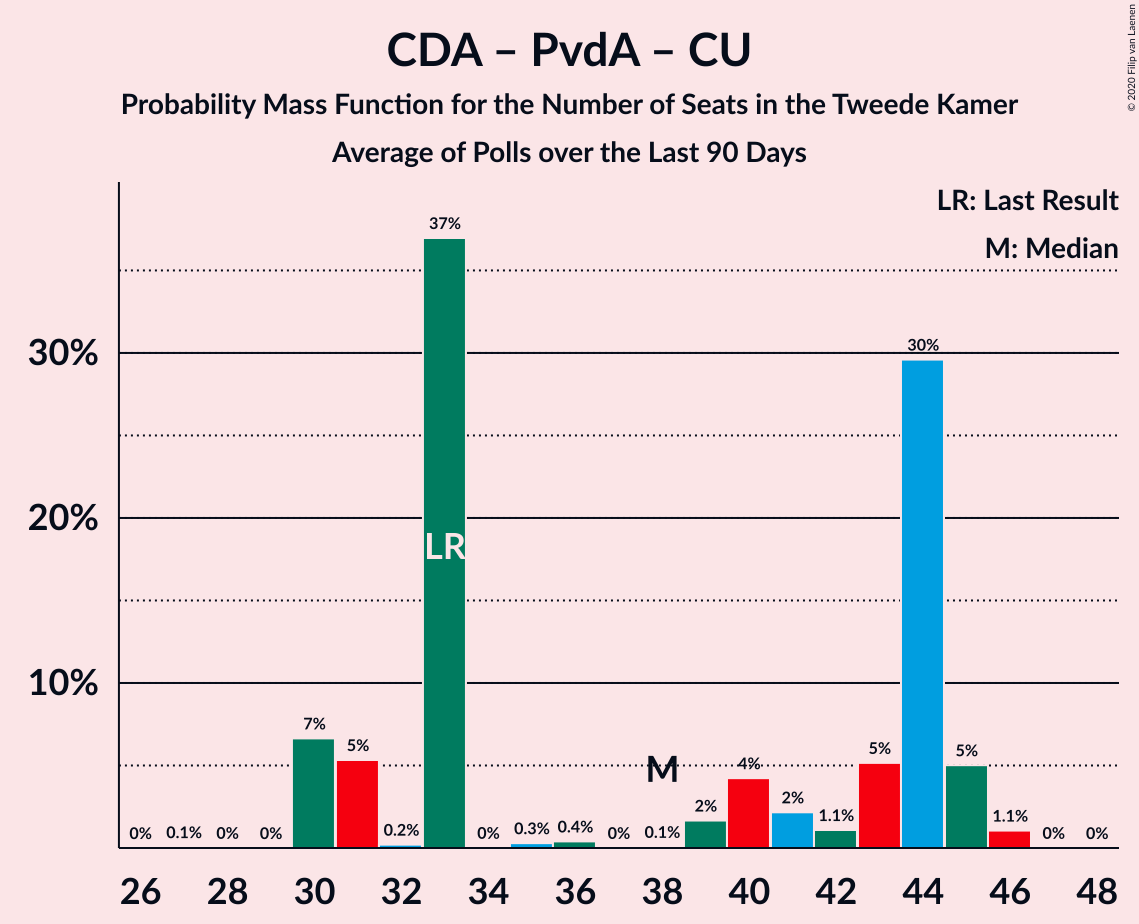 CDA – PvdA – CU
Probability Mass Function for the Number of Seats in the Tweede Kamer
Average of Polls over the Last 90 Days
© 2020 Filip van Laenen
LR: Last Result
M: Median
37%
30%
30%
20%
LR
10%
7%
5%
M
4%
5%
5%
0%
0.1%
0%
0%
0.2%
0%
0.3%
0.4%
0%
0.1%
2%
2%
1.1%
1.1%
0%
0%
26 28 30 32 34 36 38 40 42 44 46 48